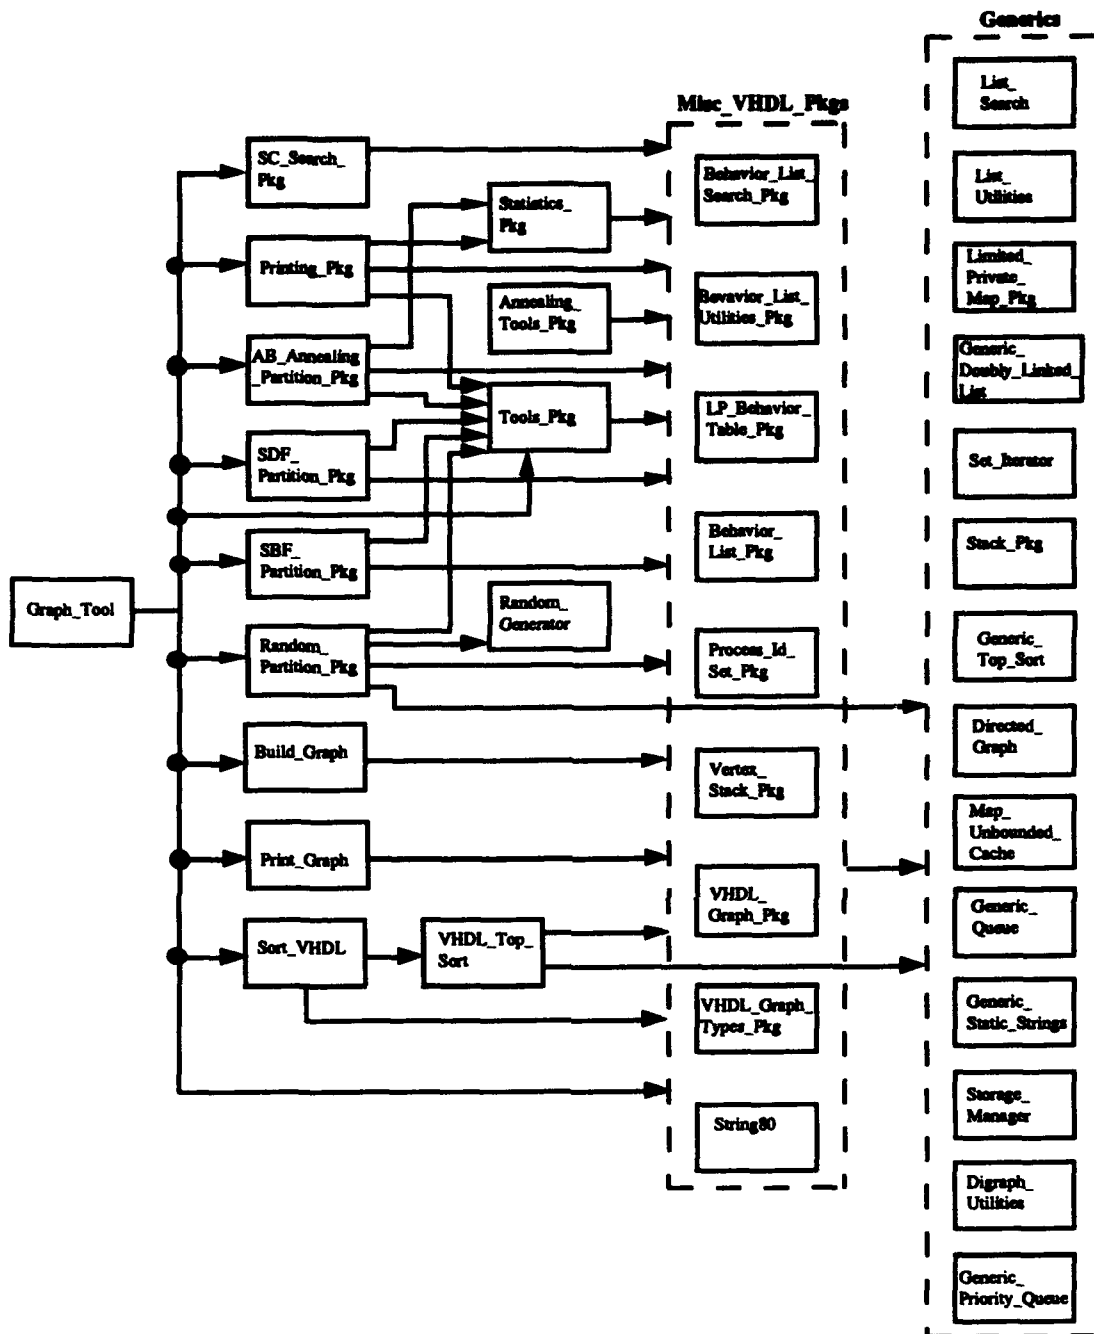 Generics
List_
Search
List_
Utilities
Limited_
Private_
Map_Pkg
Generic_
Doubly_Linked_
List
Set_Iterator
Stack_Pkg
Generic_
Top_Sort
Directed_
Graph
Map_
Unbounded_
Cache
Generic_
Queue
Generic_
Static_Strings
Storage_
Manager
Digraph_
Utilities
Generic_
Priority_Queue
Misc_VHDL_Pkgs
Behavior_List_
Search_Pkg
Bevavior_List_
Utilities_Pkg
LP_Behavior_
Table_Pkg
Behavior_
List_Pkg
Process_Id_
Set_Pkg
Vertex_
Stack_Pkg
VHDL_
Graph_Pkg
VHDL_Graph_
Types_Pkg
String80
SC_Search_
Pkg
Statistics_
Pkg
Printing_Pkg
Annealing_
Tools_Pkg
AB_Annealing
_Partition_Pkg
Tools_Pkg
SDF_
Partition_Pkg
SBF_
Partition_Pkg
Graph_Tool
Random_
Generator
Random_
Partition_Pkg
Build_Graph
Print_Graph
Sort_VHDL
VHDL_Top_
Sort